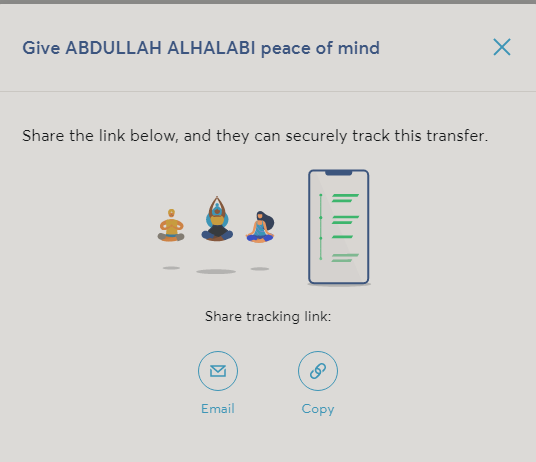 Give ABDULLAH ALHALABI peace of mind
Share the link below, and they can securely track this transfer.
Share tracking link:
Email
Copy